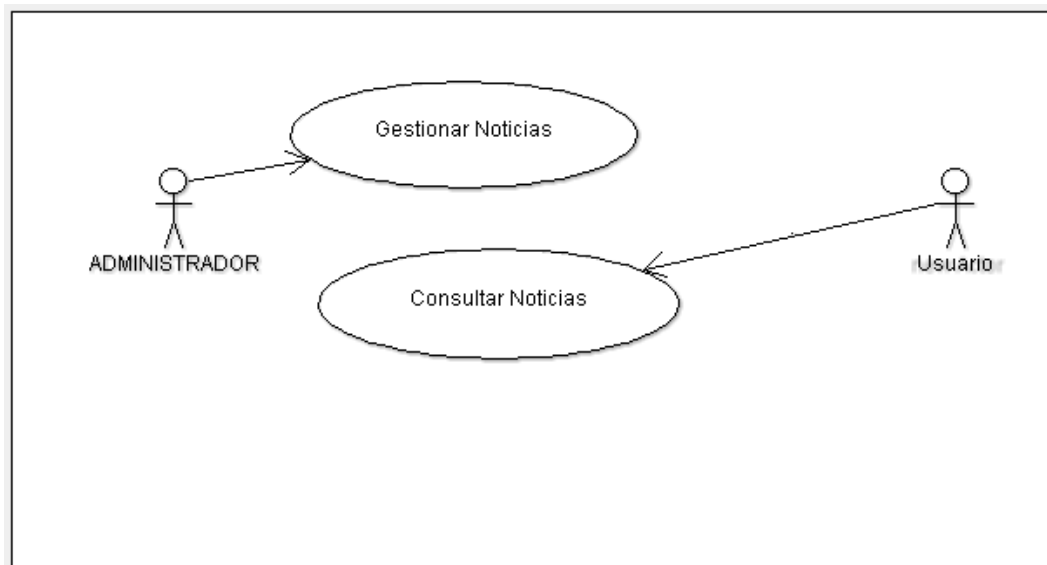 Gestionar Noticias
ADMINISTRADOR
Usuario
Consultar Noticias